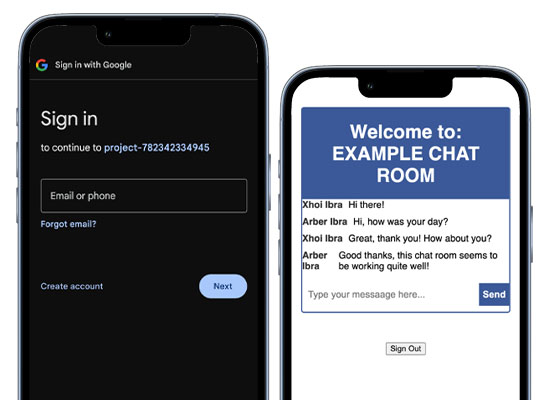 Sign in with Google
Sign in
to continue to project-782342334945
Email or phone
Forgot email?
Create account
Next
Welcome to:
EXAMPLE CHAT
ROOM
Xhoi Ibra Hi there!
Arber Ibra Hi, how was your day?
Xhoi Ibra Great, thank you! How about you?
Arber Ibra Good thanks, this chat room seems to
be working quite well!
Type your messaage here...
Send
Sign Out